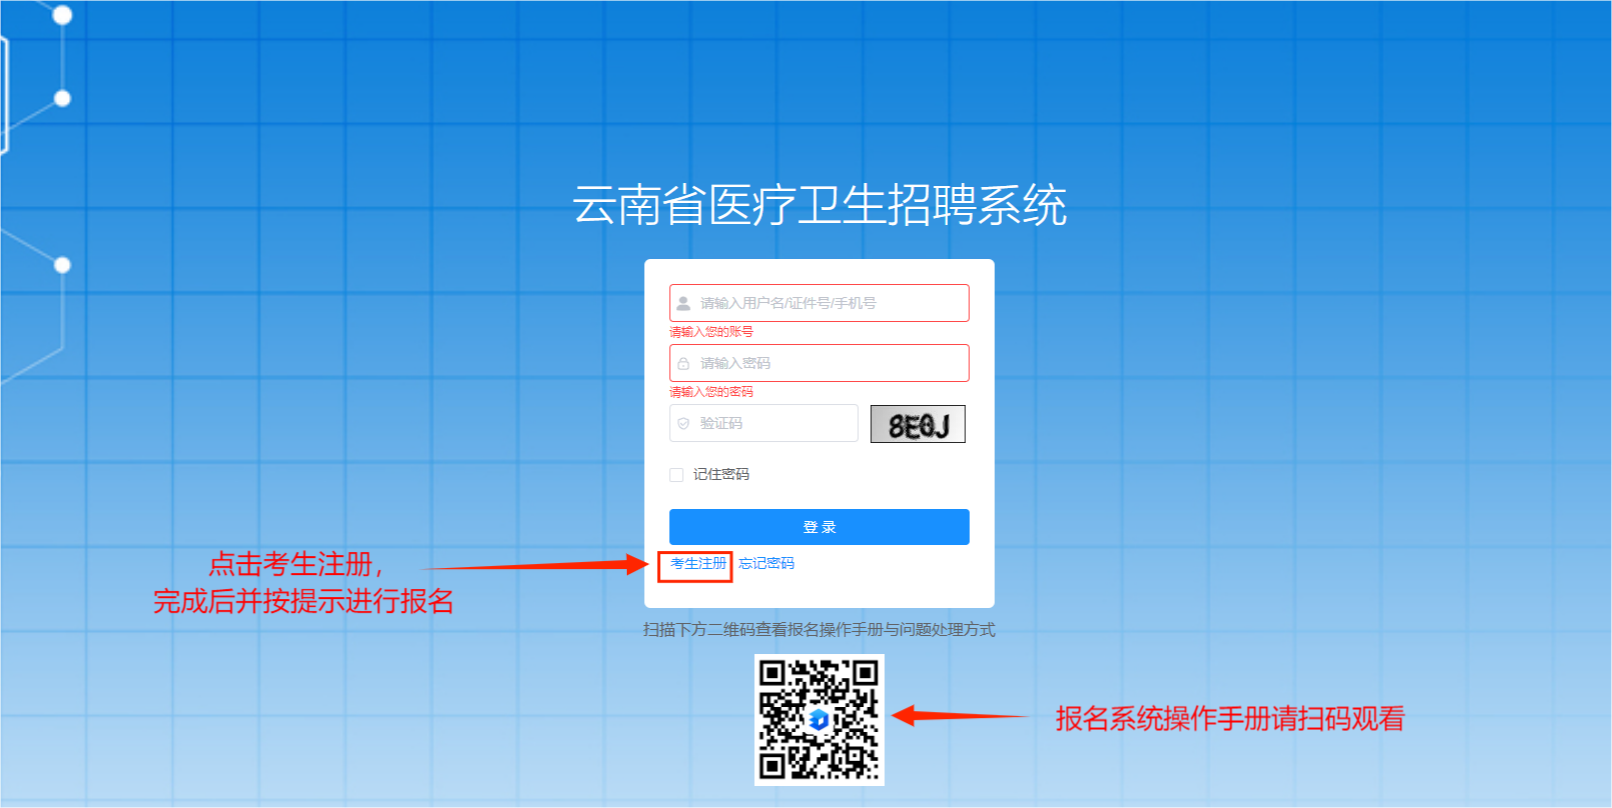 云南省医疗卫生招聘系统
请输入用户名/证件号/手机号
请输入您的账号
请输入密码
请输入您的密码
验证码
8E0J
记住密码
登录
考生注册 忘记密码
点击考生注册，
完成后并按提示进行报名
扫描下方二维码查看报名操作手册与问题处理方式
报名系统操作手册请扫码观看